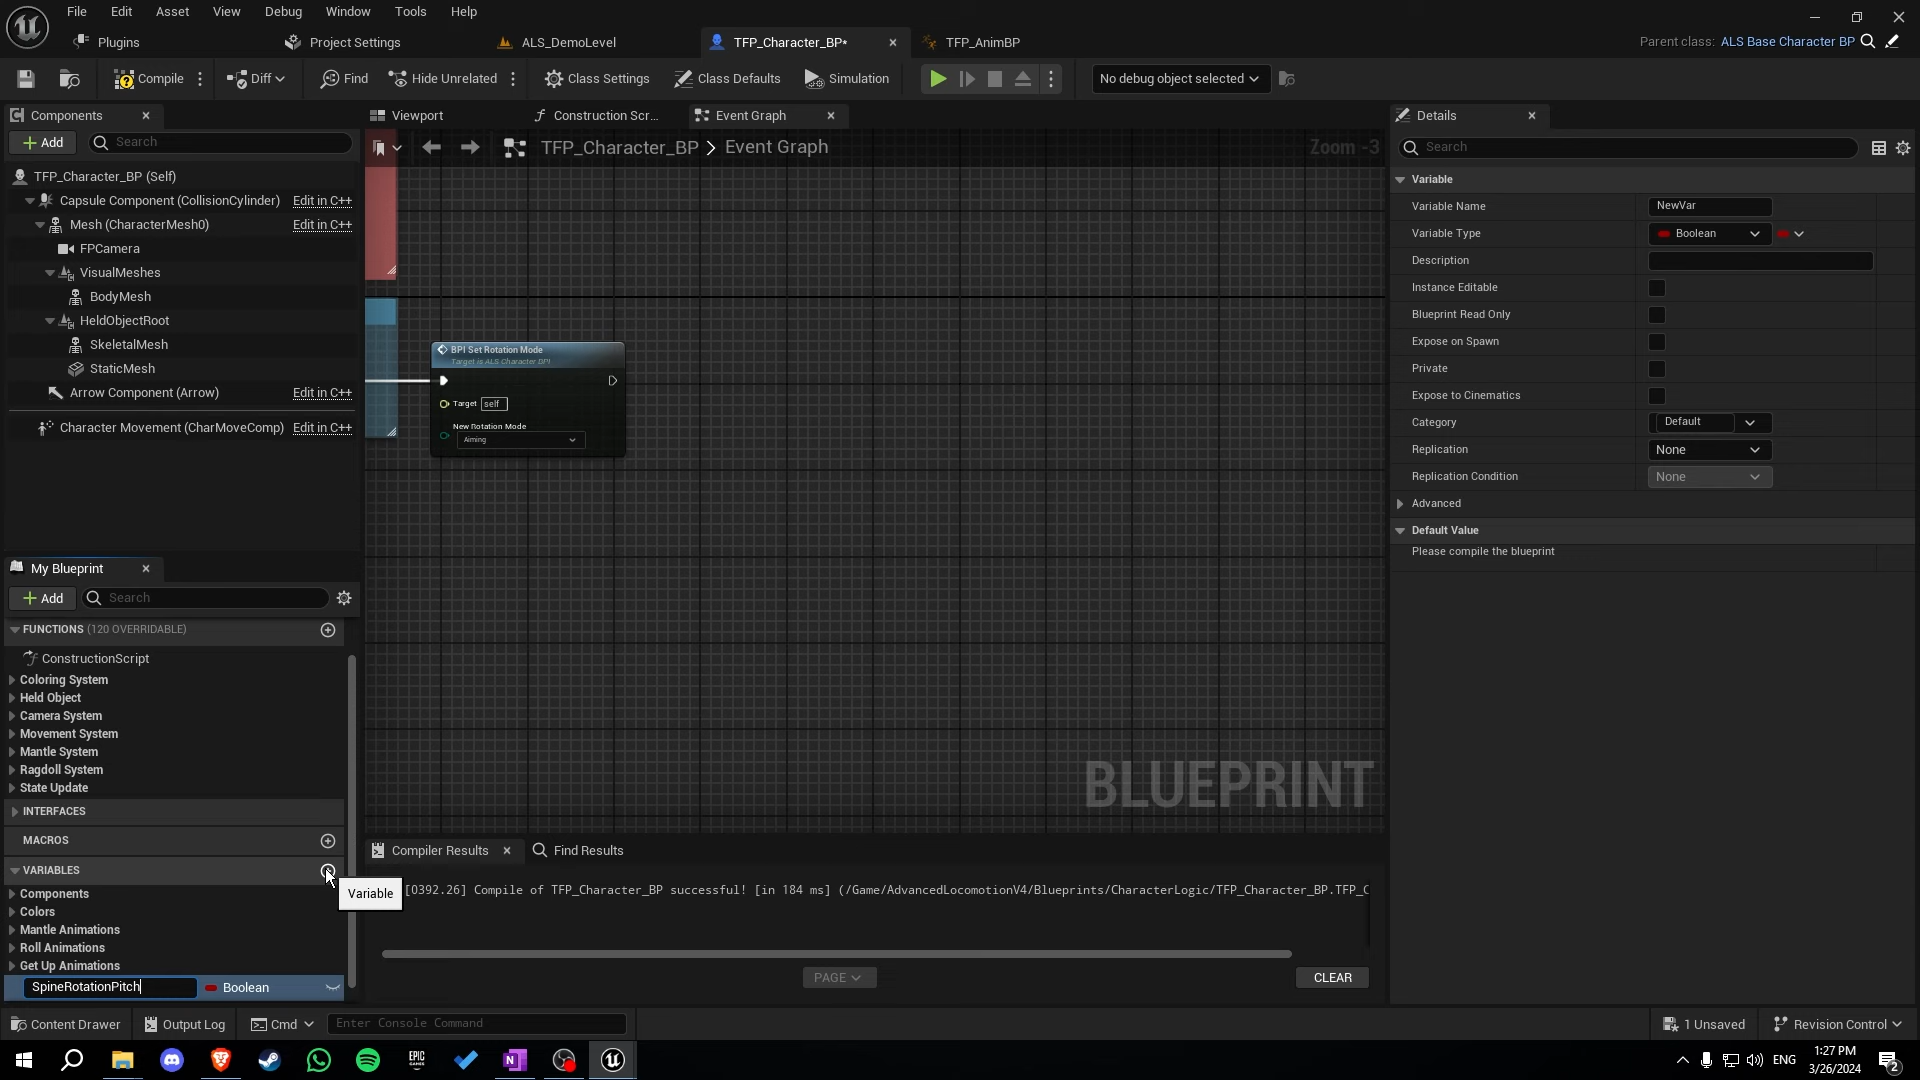 File Edit Asset View Debug Window Tools Help
Plugins Project Settings ALS_DemoLevel TFP_Character_BP* TFP_AnimBP Parent class: ALS Base Character BP
Compile Diff Find Hide Unrelated Class Settings Class Defaults Simulation No debug object selected
Components Viewport Construction Scr... Event Graph Details
Add Search TFP_Character_BP > Event Graph Zoom -3 Search
TFP_Character_BP (Self)
Capsule Component (CollisionCylinder) Edit in C++
Mesh (CharacterMesh0) Edit in C++
FPCamera
VisualMeshes
BodyMesh
HeldObjectRoot
SkeletalMesh
StaticMesh
Arrow Component (Arrow) Edit in C++
Character Movement (CharMoveComp) Edit in C++
BPI Set Rotation Mode
Target is ALS Character BPI
Target self
New Rotation Mode
Aiming
BLUEPRINT
Variable
Variable Name NewVar
Variable Type Boolean
Description
Instance Editable
Blueprint Read Only
Expose on Spawn
Private
Expose to Cinematics
Category Default
Replication None
Replication Condition None
Advanced
Default Value
Please compile the blueprint
My Blueprint
Add Search
FUNCTIONS (120 OVERRIDABLE)
ConstructionScript
Coloring System
Held Object
Camera System
Movement System
Mantle System
Ragdoll System
State Update
INTERFACES
MACROS
VARIABLES
Variable
Components
Colors
Mantle Animations
Roll Animations
Get Up Animations
SpineRotationPitch Boolean
Compiler Results Find Results
[0392.26] Compile of TFP_Character_BP successful! [in 184 ms] (/Game/AdvancedLocomotionV4/Blueprints/CharacterLogic/TFP_Character_BP.TFP_C
PAGE CLEAR
Content Drawer Output Log Cmd Enter Console Command 1 Unsaved Revision Control
EPIC GAMES ENG 1:27 PM
3/26/2024 2